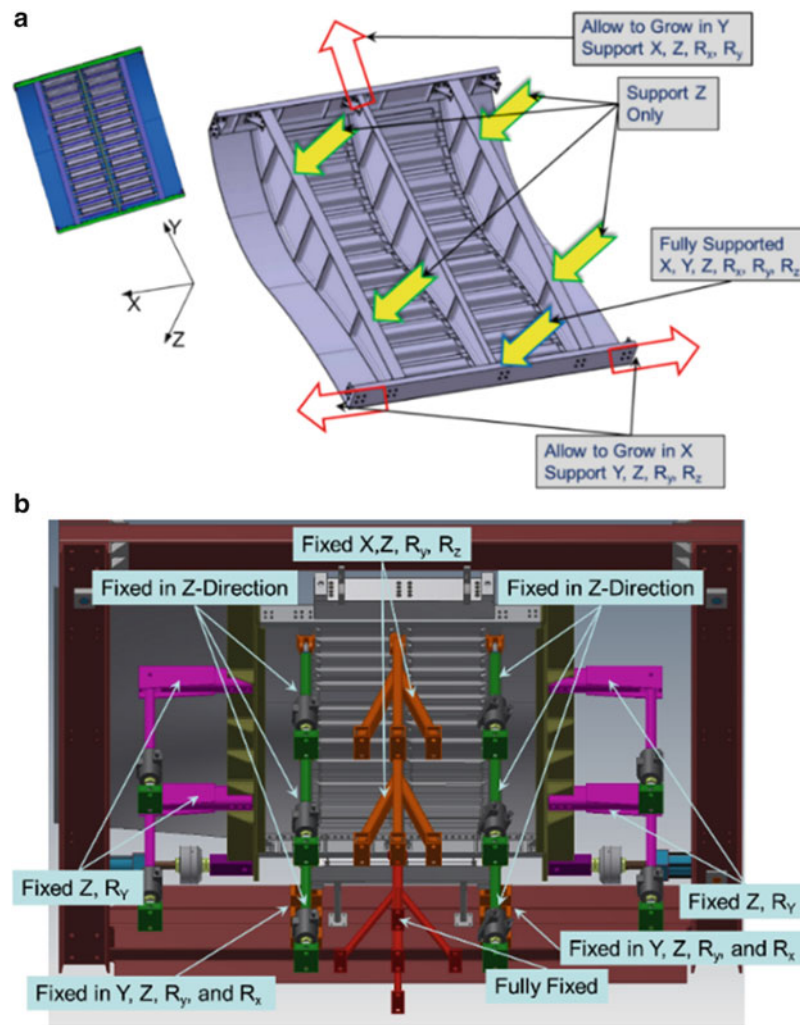 a
Allow to Grow in Y
Support X, Z, Rx, Ry
Support Z
Only
Y
X
Z
Fully Supported
X, Y, Z, Rx, Ry, Rz
Allow to Grow in X
Support Y, Z, Ry, Rz
b
Fixed X,Z, Ry, Rz
Fixed in Z-Direction
Fixed in Z-Direction
Fixed Z, RY
Fixed Z, RY
Fixed in Y, Z, Ry, and Rx
Fixed in Y, Z, Ry, and Rx
Fully Fixed